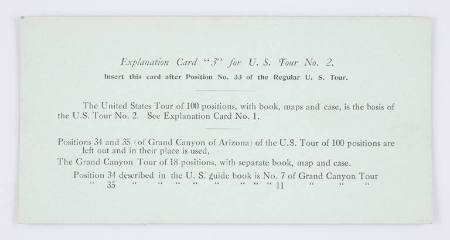 Explanation Card "3" for U. S. Tour No. 2.
Insert this card after Position No. 33 of the Regular U. S. Tour.
The United States Tour of 100 positions, with book, maps and case, is the basis of
the U.S. Tour No. 2. See Explanation Card No. 1.
Positions 34 and 35 (of Grand Canyon of Arizona) of the U.S. Tour of 100 positions are
left out and in their place is used,
The Grand Canyon Tour of 18 positions, with separate book, map and case.
Position 34 described in the U. S. guide book is No. 7 of Grand Canyon Tour
" 35 " " " " " " " " 11 " " "